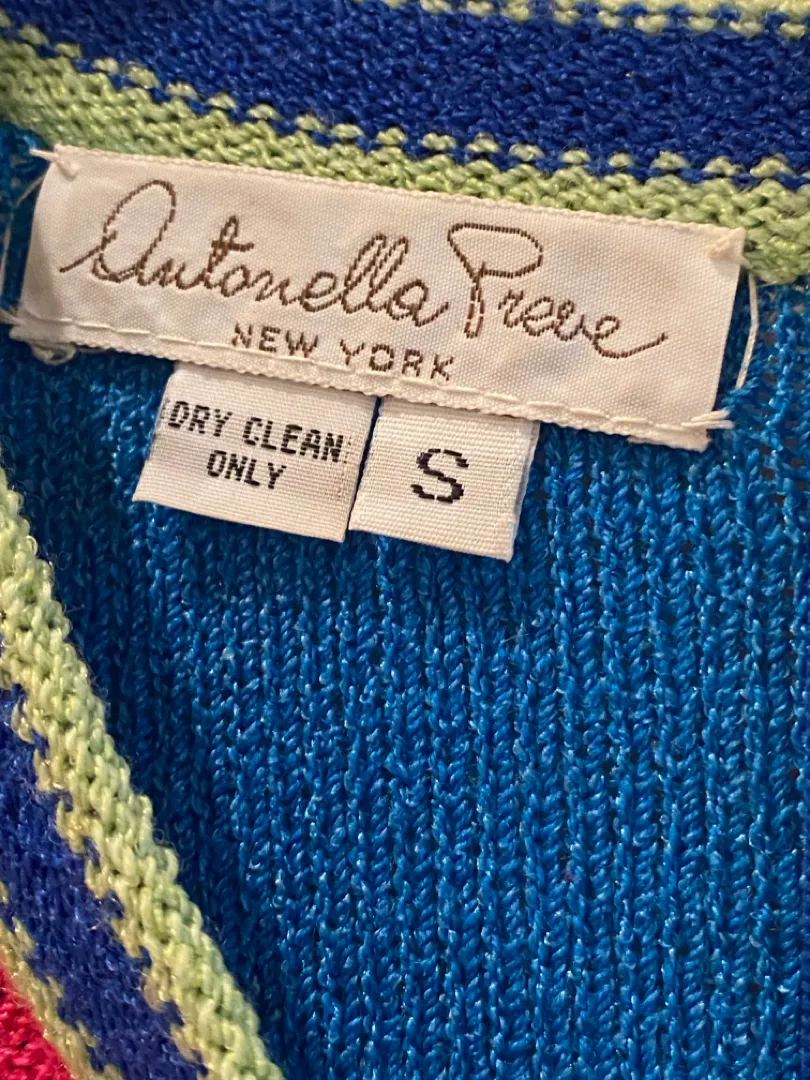 Antonella Preve
NEW YORK
DRY CLEAN
ONLY
S